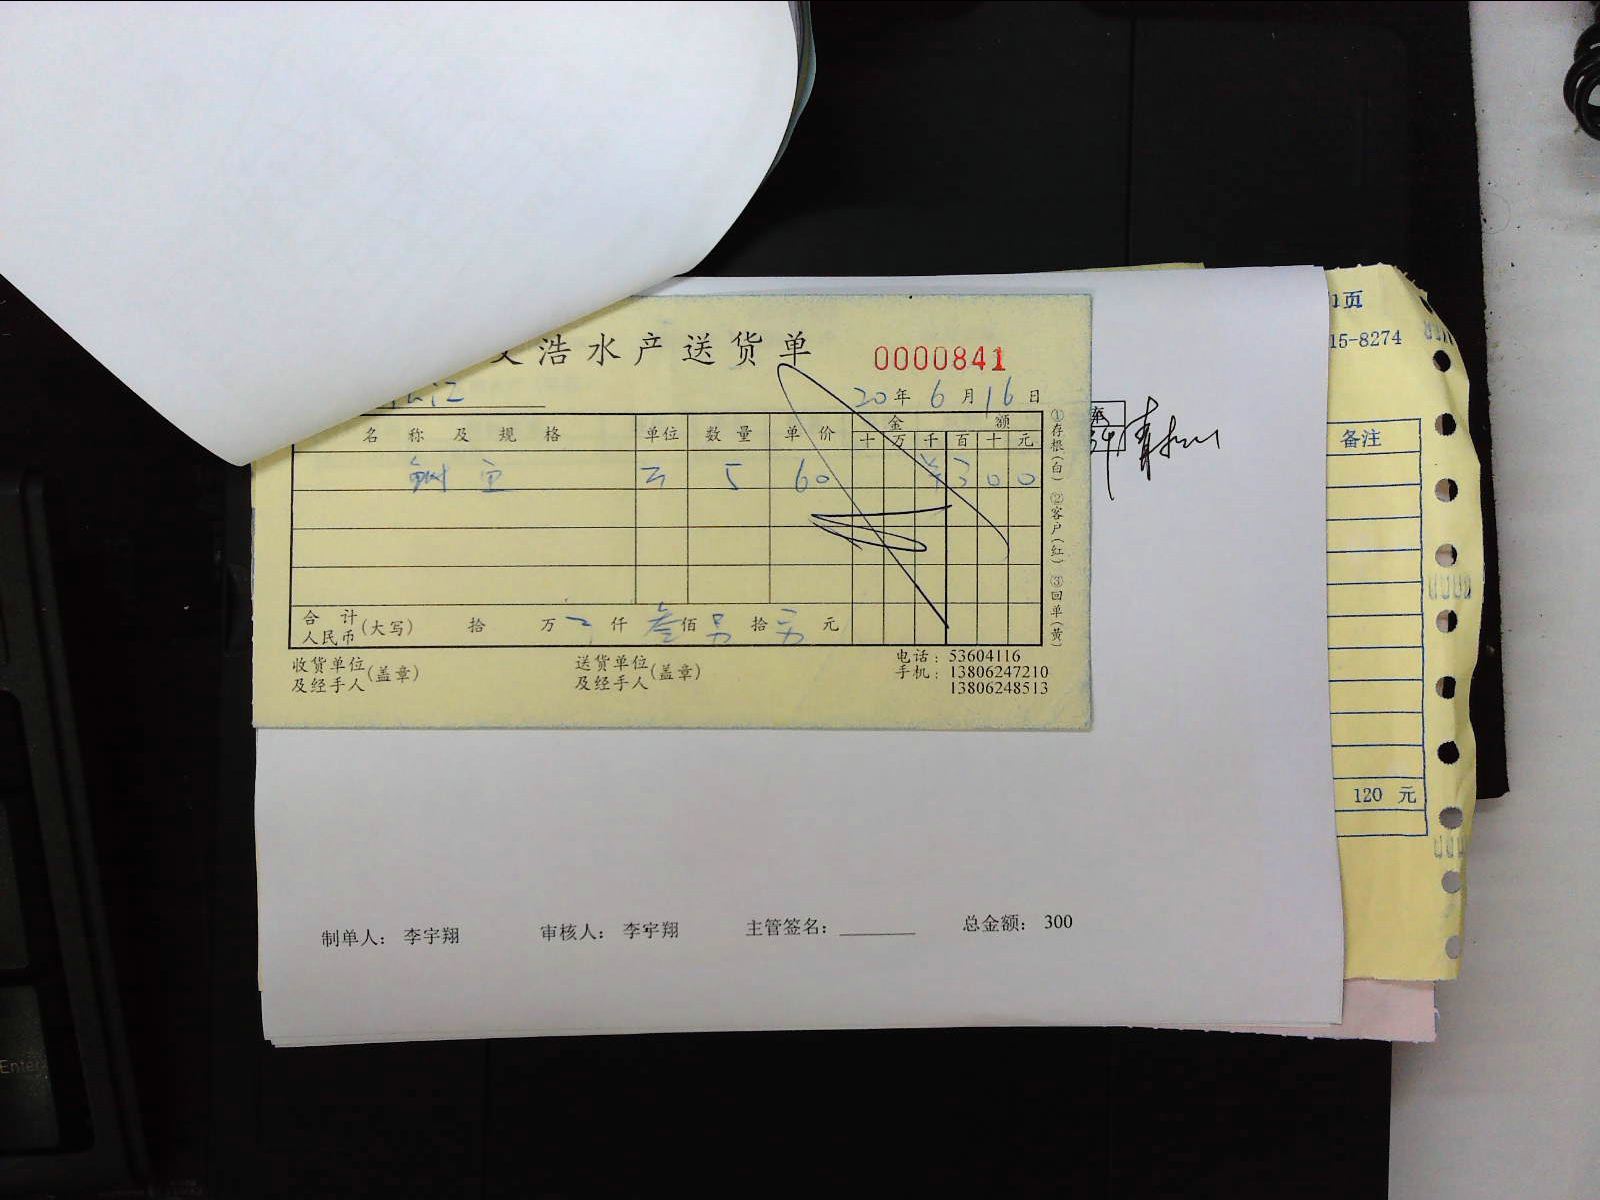 浩水产送货单 0000841
20年6月16日
名称及规格 单位 数量 单价 金额
十 万 千 百 十 元
5 60 ¥300
合计
人民币(大写) 拾 万 仟 叁佰 另拾 另元
收货单位
及经手人(盖章)
送货单位
及经手人(盖章)
电话：53604116
手机：13806247210
13806248513
①存根(白) ②客户(红) ③回单(黄)
1页
15-8274
备注
120 元
制单人： 李宇翔 审核人： 李宇翔 主管签名： 总金额： 300
Enter